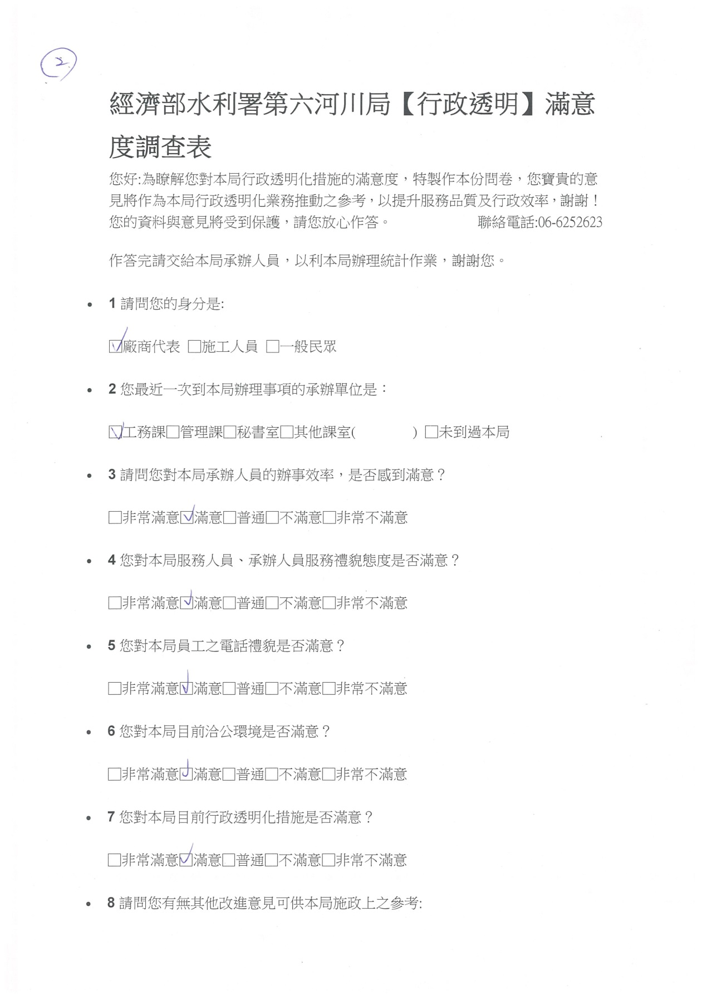 2
經濟部水利署第六河川局【行政透明】滿意
度調查表
您好:為瞭解您對本局行政透明化措施的滿意度，特製作本份問卷，您寶貴的意
見將作為本局行政透明化業務推動之參考，以提升服務品質及行政效率，謝謝！
您的資料與意見將受到保護，請您放心作答。 聯絡電話:06-6252623
作答完請交給本局承辦人員，以利本局辦理統計作業，謝謝您。
• 1 請問您的身分是:
☑廠商代表 □施工人員 □一般民眾
• 2 您最近一次到本局辦理事項的承辦單位是：
☑工務課□管理課□秘書室□其他課室( ) □未到過本局
• 3 請問您對本局承辦人員的辦事效率，是否感到滿意？
□非常滿意☑滿意□普通□不滿意□非常不滿意
• 4 您對本局服務人員、承辦人員服務禮貌態度是否滿意？
□非常滿意☑滿意□普通□不滿意□非常不滿意
• 5 您對本局員工之電話禮貌是否滿意？
□非常滿意☑滿意□普通□不滿意□非常不滿意
• 6 您對本局目前洽公環境是否滿意？
□非常滿意☑滿意□普通□不滿意□非常不滿意
• 7 您對本局目前行政透明化措施是否滿意？
□非常滿意☑滿意□普通□不滿意□非常不滿意
• 8 請問您有無其他改進意見可供本局施政上之參考: